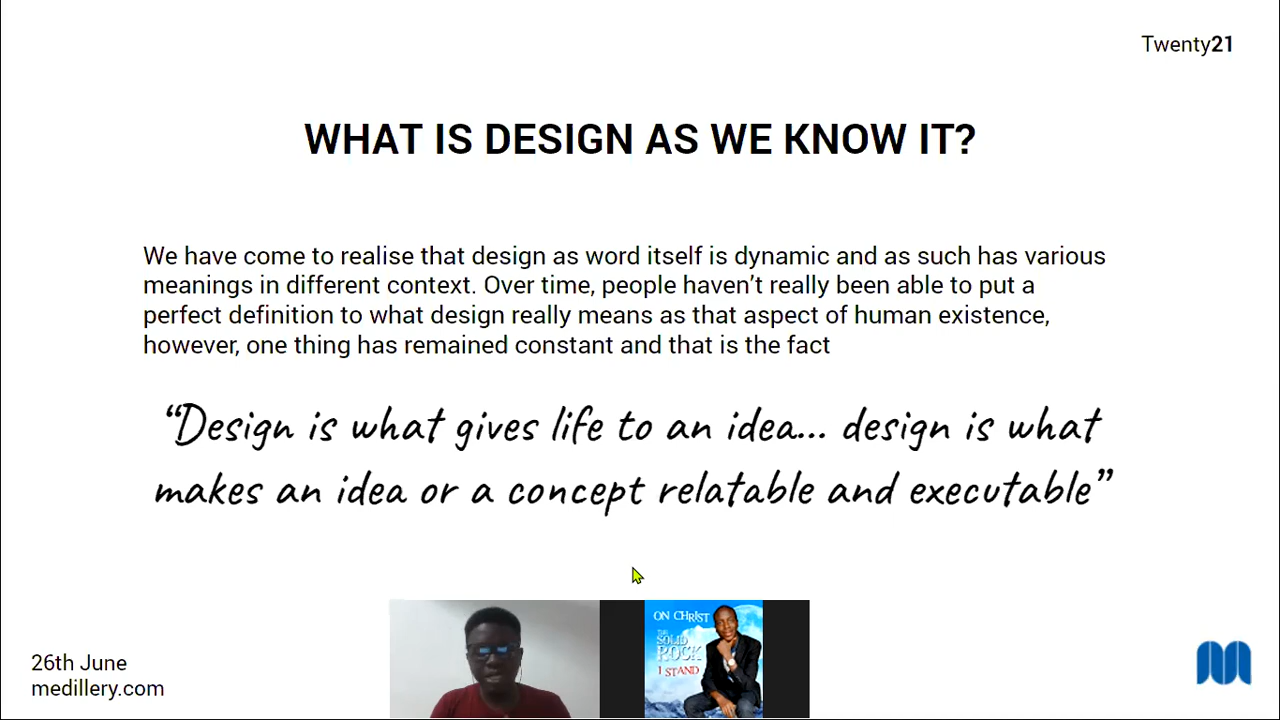 Twenty21
WHAT IS DESIGN AS WE KNOW IT?
We have come to realise that design as word itself is dynamic and as such has various
meanings in different context. Over time, people haven’t really been able to put a
perfect definition to what design really means as that aspect of human existence,
however, one thing has remained constant and that is the fact
“Design is what gives life to an idea... design is what
makes an idea or a concept relatable and executable”
ON CHRIST
THE
SOLID
ROCK
I STAND
26th June
medillery.com